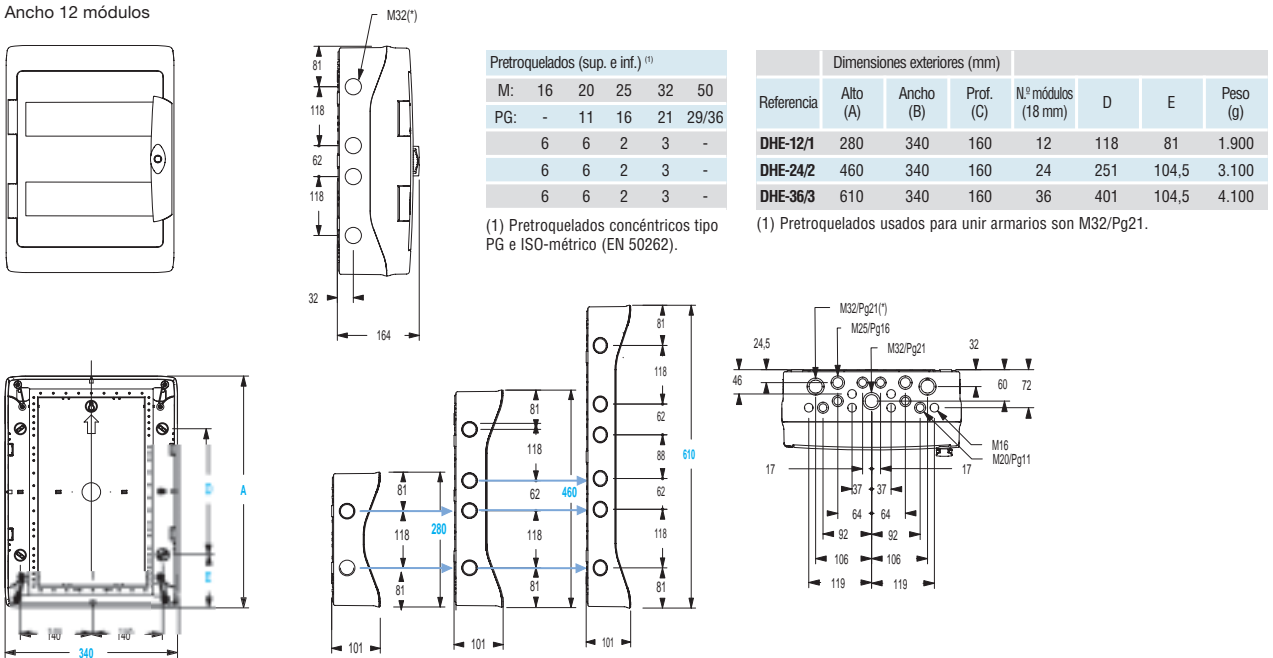 Ancho 12 módulos
M32(*)
81
118
62
118
32
164
Pretroquelados (sup. e inf.) (1)
M: 16 20 25 32 50
PG: - 11 16 21 29/36
6 6 2 3 -
6 6 2 3 -
6 6 2 3 -
(1) Pretroquelados concéntricos tipo
PG e ISO-métrico (EN 50262).
Dimensiones exteriores (mm)
Referencia Alto (A) Ancho (B) Prof. (C) N.º módulos (18 mm) D E Peso (g)
DHE-12/1 280 340 160 12 118 81 1.900
DHE-24/2 460 340 160 24 251 104,5 3.100
DHE-36/3 610 340 160 36 401 104,5 4.100
(1) Pretroquelados usados para unir armarios son M32/Pg21.
A
140
340
81
280
118
81
101
81
118
62
460
118
81
101
81
118
62
88
610
62
118
81
101
M32/Pg21(*)
M25/Pg16
M32/Pg21
24,5
32
46
60
72
M16
M20/Pg11
17
17
37
37
64
64
92
92
106
106
119
119